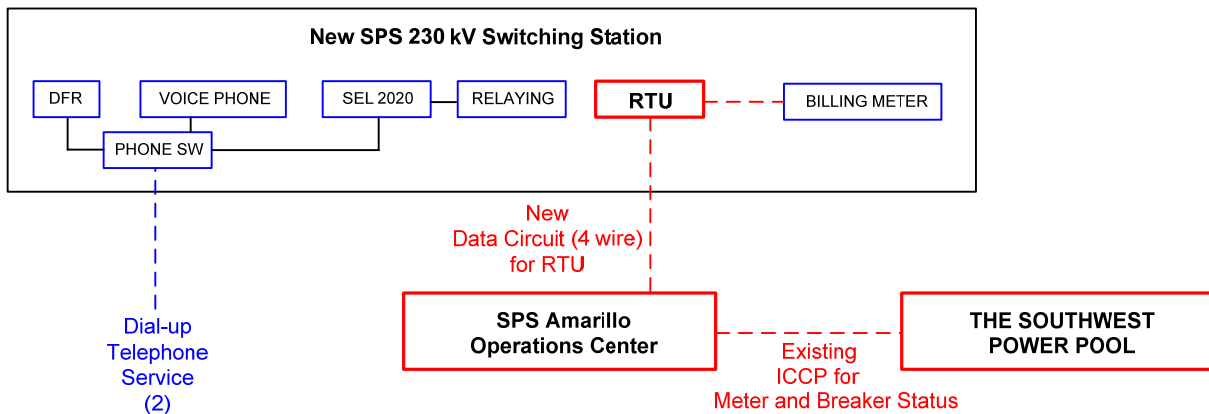 New SPS 230 kV Switching Station
DFR
VOICE PHONE
SEL 2020
RELAYING
RTU
BILLING METER
PHONE SW
New
Data Circuit (4 wire)
for RTU
Dial-up
Telephone
Service
(2)
SPS Amarillo
Operations Center
Existing
ICCP for
Meter and Breaker Status
THE SOUTHWEST
POWER POOL